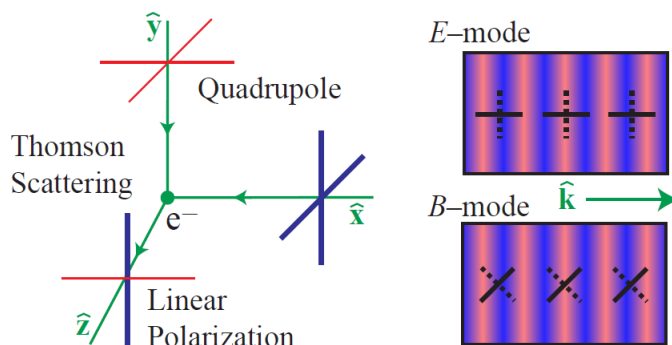 ŷ
Quadrupole
Thomson
Scattering
e⁻
x̂
ẑ
Linear
Polarization
E–mode
k̂
B–mode